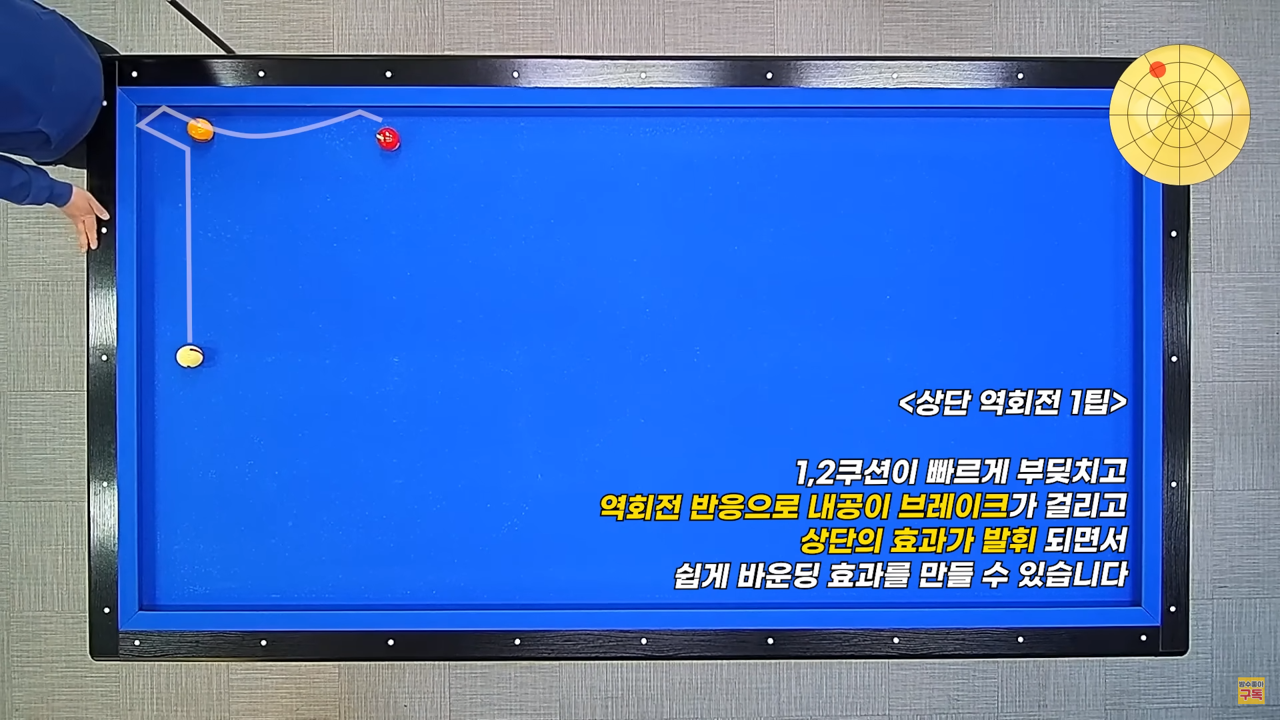 <상단 역회전 1팁>
1,2쿠션이 빠르게 부딪치고
역회전 반응으로 내공이 브레이크가 걸리고
상단의 효과가 발휘 되면서
쉽게 바운딩 효과를 만들 수 있습니다
구독